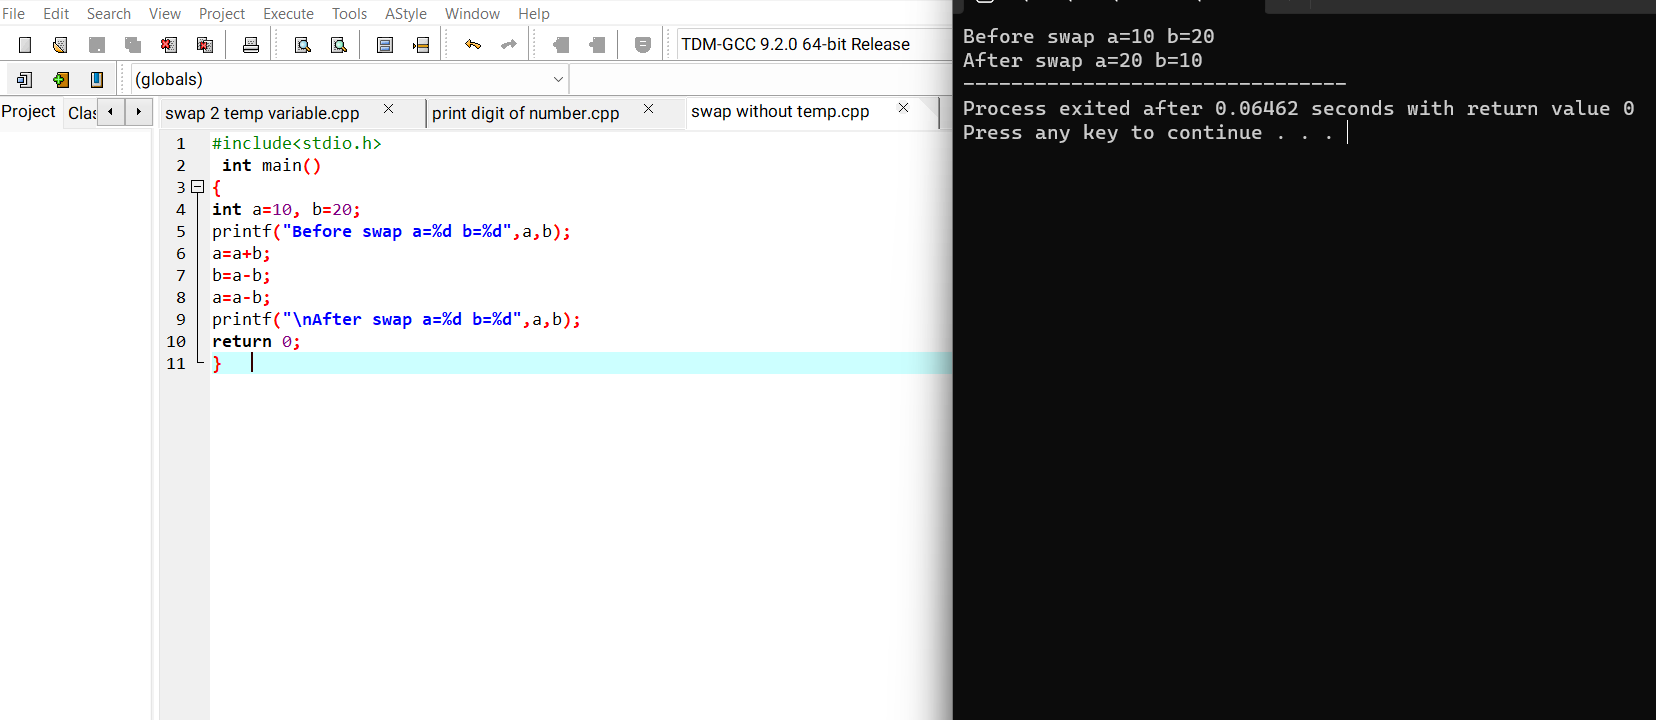 File Edit Search View Project Execute Tools AStyle Window Help
TDM-GCC 9.2.0 64-bit Release
(globals)
Project Clas
swap 2 temp variable.cpp print digit of number.cpp swap without temp.cpp
1 #include<stdio.h>
2 int main()
3 {
4 int a=10, b=20;
5 printf("Before swap a=%d b=%d",a,b);
6 a=a+b;
7 b=a-b;
8 a=a-b;
9 printf("\nAfter swap a=%d b=%d",a,b);
10 return 0;
11 }
Before swap a=10 b=20
After swap a=20 b=10
--------------------------------
Process exited after 0.06462 seconds with return value 0
Press any key to continue . . .